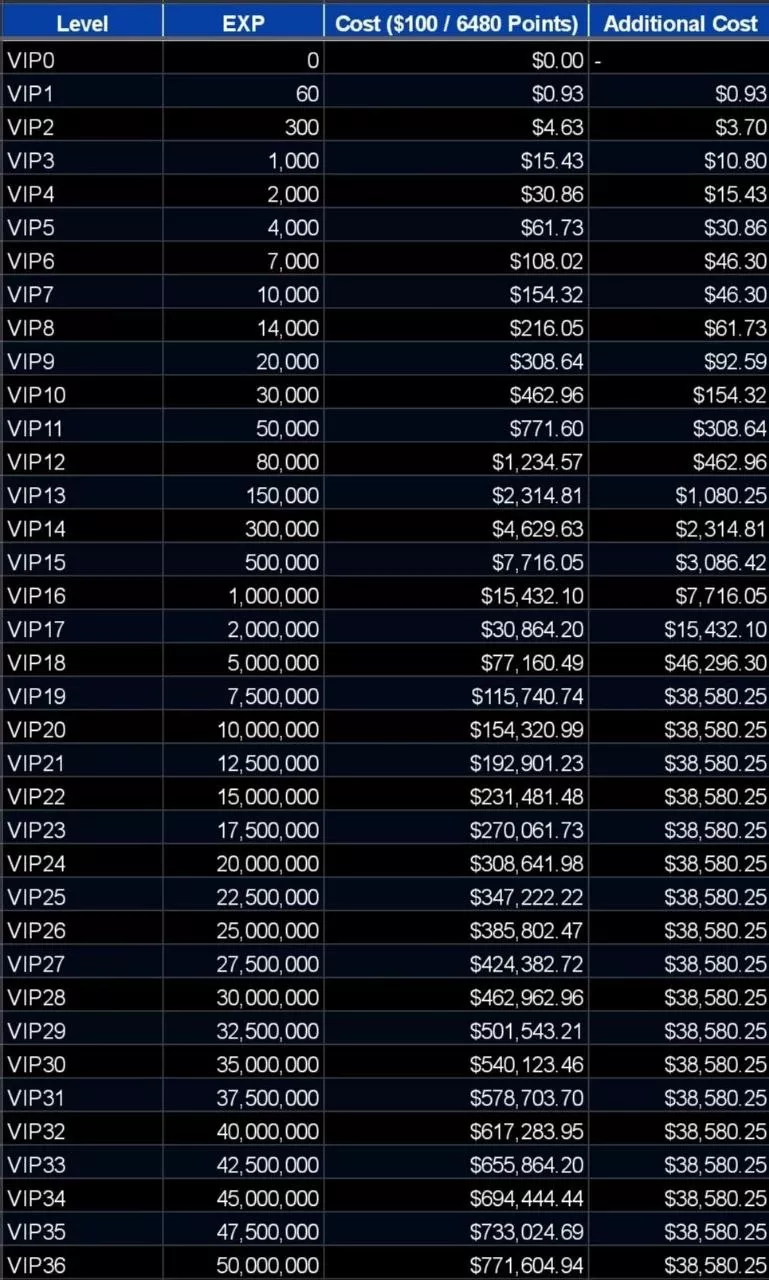 Level EXP Cost ($100 / 6480 Points) Additional Cost
VIP0 0 $0.00 -
VIP1 60 $0.93 $0.93
VIP2 300 $4.63 $3.70
VIP3 1,000 $15.43 $10.80
VIP4 2,000 $30.86 $15.43
VIP5 4,000 $61.73 $30.86
VIP6 7,000 $108.02 $46.30
VIP7 10,000 $154.32 $46.30
VIP8 14,000 $216.05 $61.73
VIP9 20,000 $308.64 $92.59
VIP10 30,000 $462.96 $154.32
VIP11 50,000 $771.60 $308.64
VIP12 80,000 $1,234.57 $462.96
VIP13 150,000 $2,314.81 $1,080.25
VIP14 300,000 $4,629.63 $2,314.81
VIP15 500,000 $7,716.05 $3,086.42
VIP16 1,000,000 $15,432.10 $7,716.05
VIP17 2,000,000 $30,864.20 $15,432.10
VIP18 5,000,000 $77,160.49 $46,296.30
VIP19 7,500,000 $115,740.74 $38,580.25
VIP20 10,000,000 $154,320.99 $38,580.25
VIP21 12,500,000 $192,901.23 $38,580.25
VIP22 15,000,000 $231,481.48 $38,580.25
VIP23 17,500,000 $270,061.73 $38,580.25
VIP24 20,000,000 $308,641.98 $38,580.25
VIP25 22,500,000 $347,222.22 $38,580.25
VIP26 25,000,000 $385,802.47 $38,580.25
VIP27 27,500,000 $424,382.72 $38,580.25
VIP28 30,000,000 $462,962.96 $38,580.25
VIP29 32,500,000 $501,543.21 $38,580.25
VIP30 35,000,000 $540,123.46 $38,580.25
VIP31 37,500,000 $578,703.70 $38,580.25
VIP32 40,000,000 $617,283.95 $38,580.25
VIP33 42,500,000 $655,864.20 $38,580.25
VIP34 45,000,000 $694,444.44 $38,580.25
VIP35 47,500,000 $733,024.69 $38,580.25
VIP36 50,000,000 $771,604.94 $38,580.25